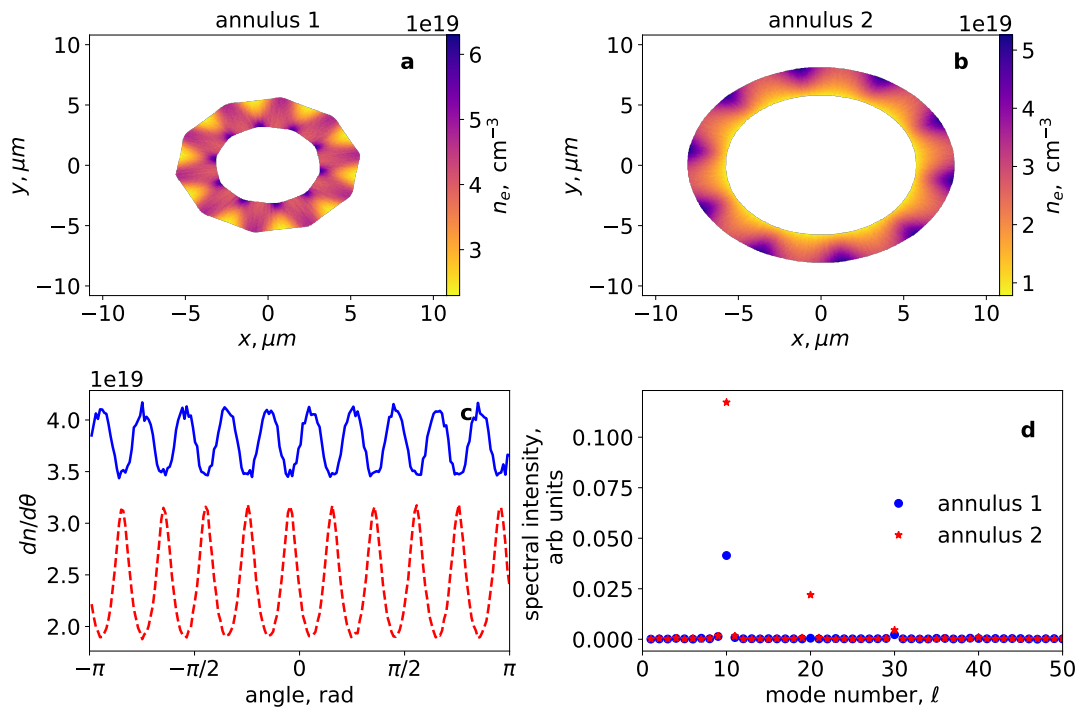 annulus 1
1e19
a
10
5
0
−5
−10
y, μm
−10
−5
0
5
10
x, μm
6
5
4
3
n_e, cm^−3
annulus 2
1e19
b
10
5
0
−5
−10
y, μm
−10
−5
0
5
10
x, μm
5
4
3
2
1
n_e, cm^−3
1e19
c
4.0
3.5
3.0
2.5
2.0
dn/dθ
−π
−π/2
0
π/2
π
angle, rad
d
0.100
0.075
0.050
0.025
0.000
spectral intensity,
arb units
annulus 1
annulus 2
0
10
20
30
40
50
mode number, ℓ